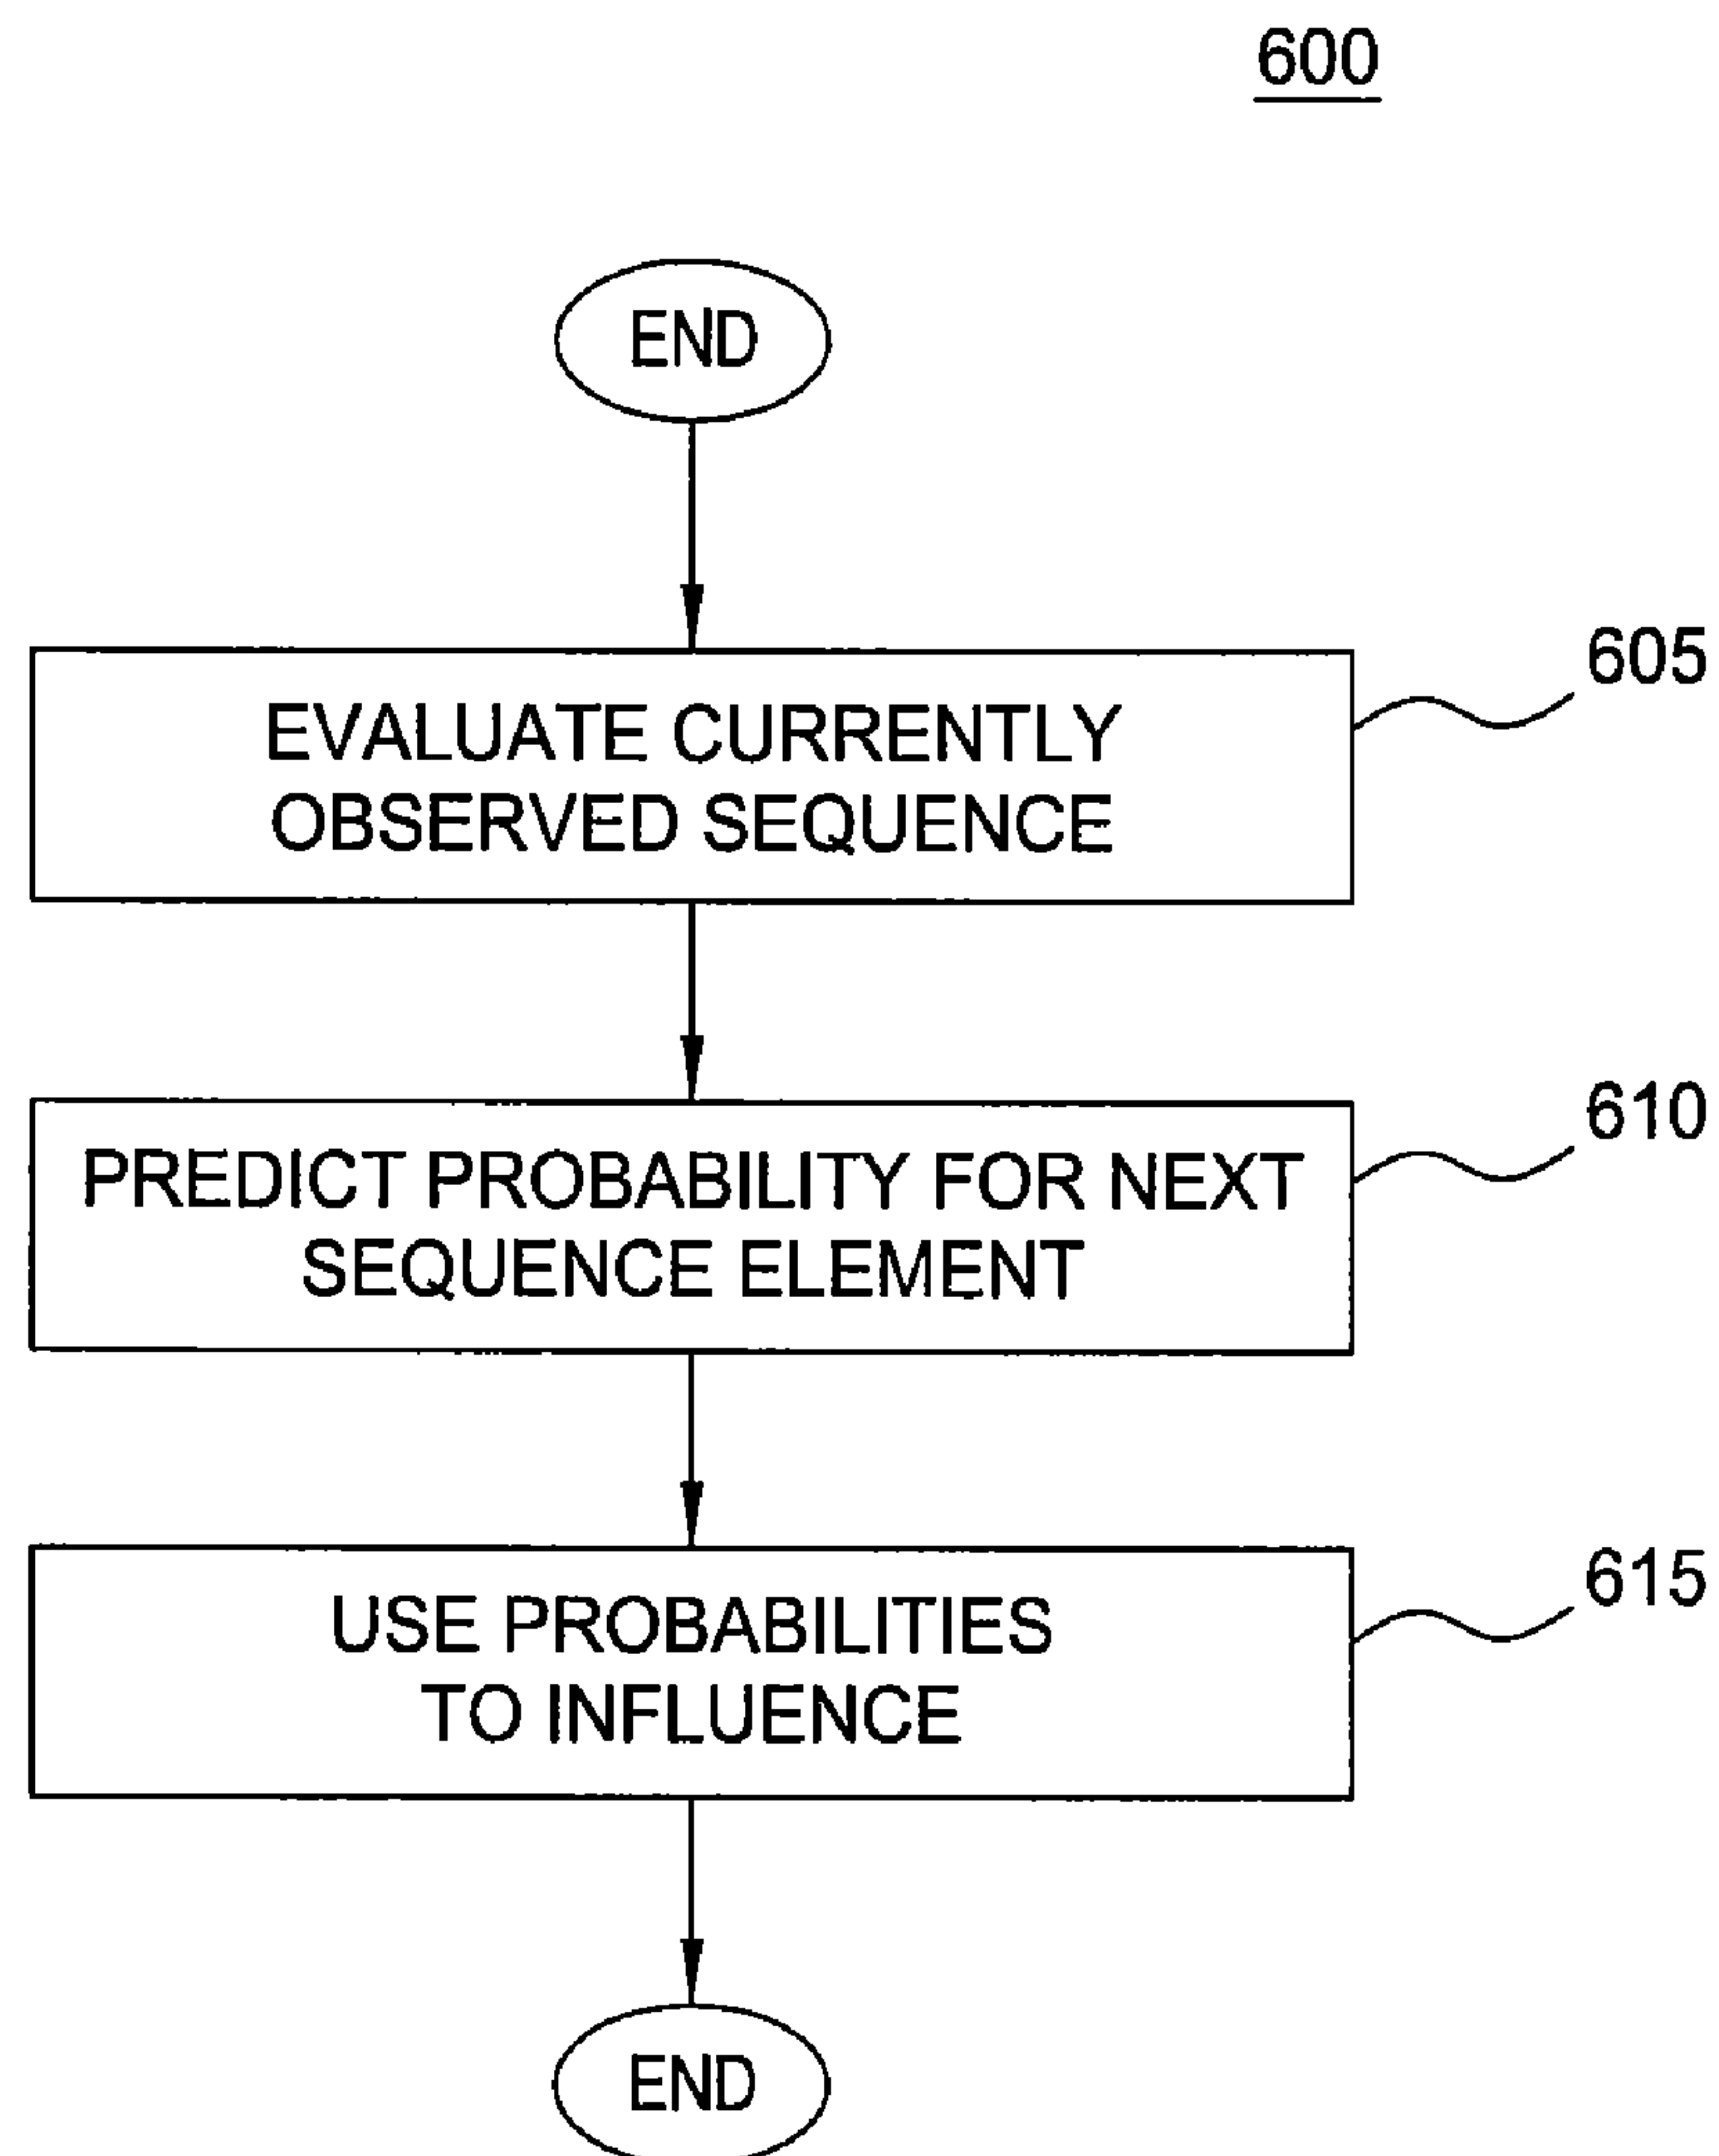 600
END
EVALUATE CURRENTLY
OBSERVED SEQUENCE
605
PREDICT PROBABILITY FOR NEXT
SEQUENCE ELEMENT
610
USE PROBABILITIES
TO INFLUENCE
615
END